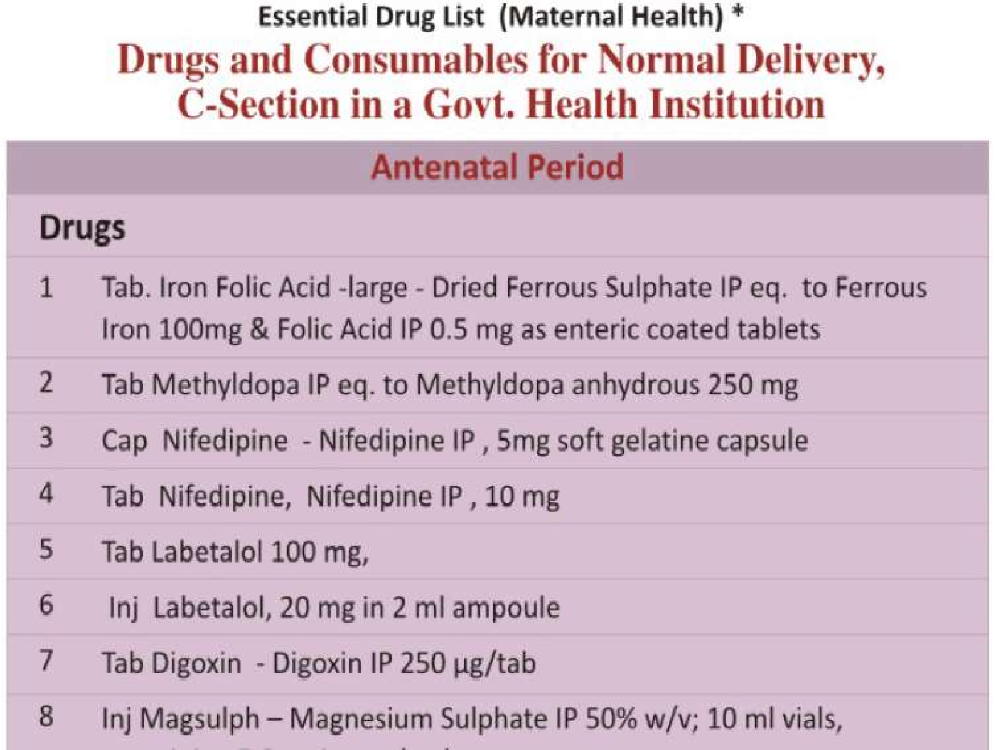 Essential Drug List (Maternal Health) *
Drugs and Consumables for Normal Delivery,
C-Section in a Govt. Health Institution
Antenatal Period
Drugs
1 Tab. Iron Folic Acid -large - Dried Ferrous Sulphate IP eq. to Ferrous
Iron 100mg & Folic Acid IP 0.5 mg as enteric coated tablets
2 Tab Methyldopa IP eq. to Methyldopa anhydrous 250 mg
3 Cap Nifedipine - Nifedipine IP , 5mg soft gelatine capsule
4 Tab Nifedipine, Nifedipine IP , 10 mg
5 Tab Labetalol 100 mg,
6 Inj Labetalol, 20 mg in 2 ml ampoule
7 Tab Digoxin - Digoxin IP 250 µg/tab
8 Inj Magsulph – Magnesium Sulphate IP 50% w/v; 10 ml vials,